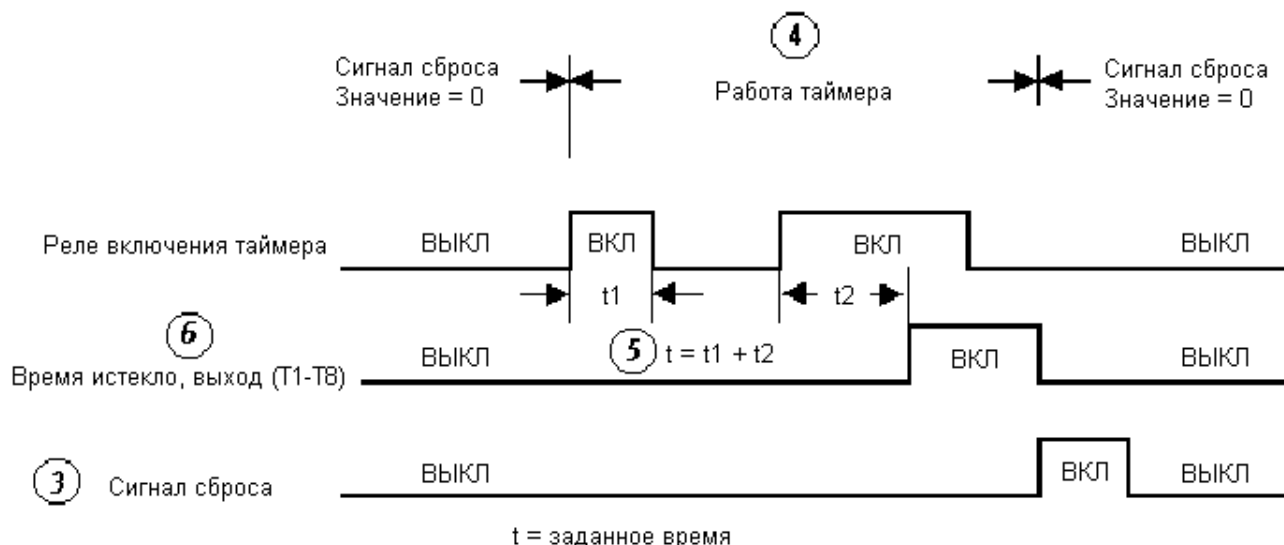 4
Сигнал сброса
Значение = 0
Работа таймера
Сигнал сброса
Значение = 0
Реле включения таймера
ВЫКЛ
ВКЛ
ВКЛ
ВЫКЛ
t1
t2
6
5
t = t1 + t2
Время истекло, выход (Т1-Т8)
ВЫКЛ
ВКЛ
ВЫКЛ
3
Сигнал сброса
ВЫКЛ
ВКЛ
ВЫКЛ
t = заданное время